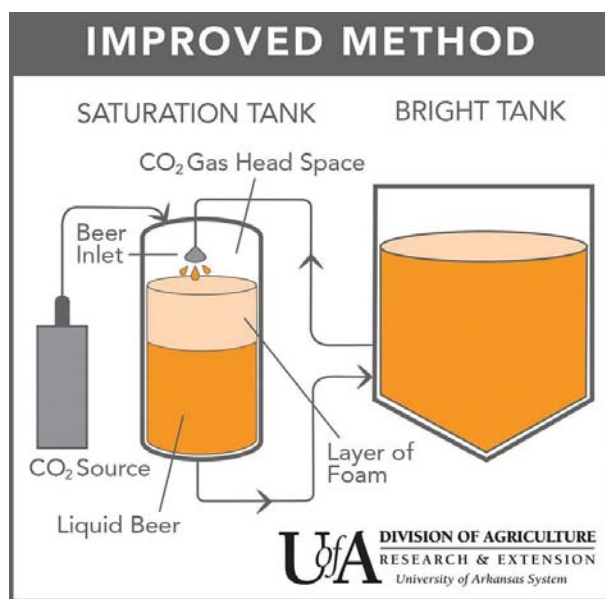 IMPROVED METHOD
SATURATION TANK
BRIGHT TANK
CO₂ Gas Head Space
Beer
Inlet
Layer of
Foam
CO₂ Source
Liquid Beer
UofA
DIVISION OF AGRICULTURE
RESEARCH & EXTENSION
University of Arkansas System